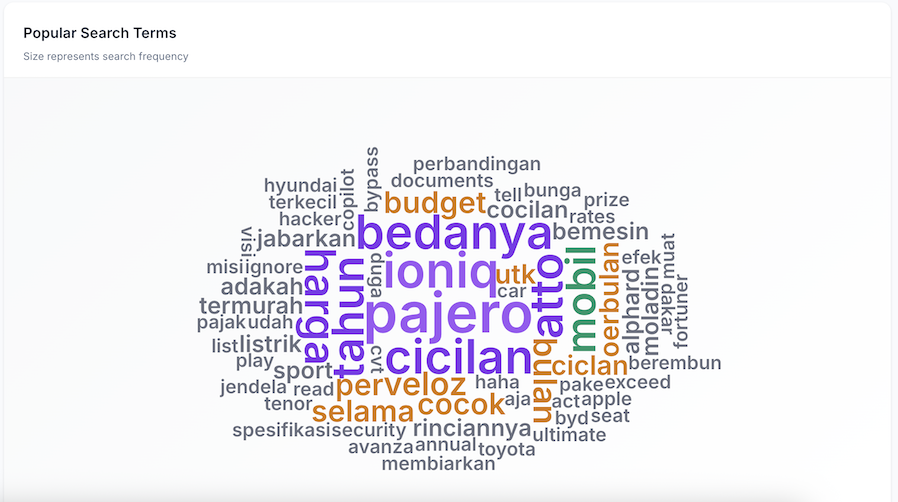 Popular Search Terms
Size represents search frequency
bypass
perbandingan
documents
hyundai
copilot
tell
bunga
terkecil
budget
prize
hacker
cocilan
rates
visi
jabarkan
bedanya
bemesin
muat
misi
ignore
harga
tahun
duga
ioniq
utk
atto
mobil
oerbulan
efek
adakah
car
alphard
moladin
termurah
pajero
fortuner
pajak
udah
list
listrik
cvt
cicilan
bulan
play
sport
ciclan
berembun
jendela
read
perveloz
haha
pake
exceed
tenor
selama
cocok
aja
act
apple
byd
seat
spesifikasi
security
rinciannya
ultimate
avanza
annual
toyota
membiarkan